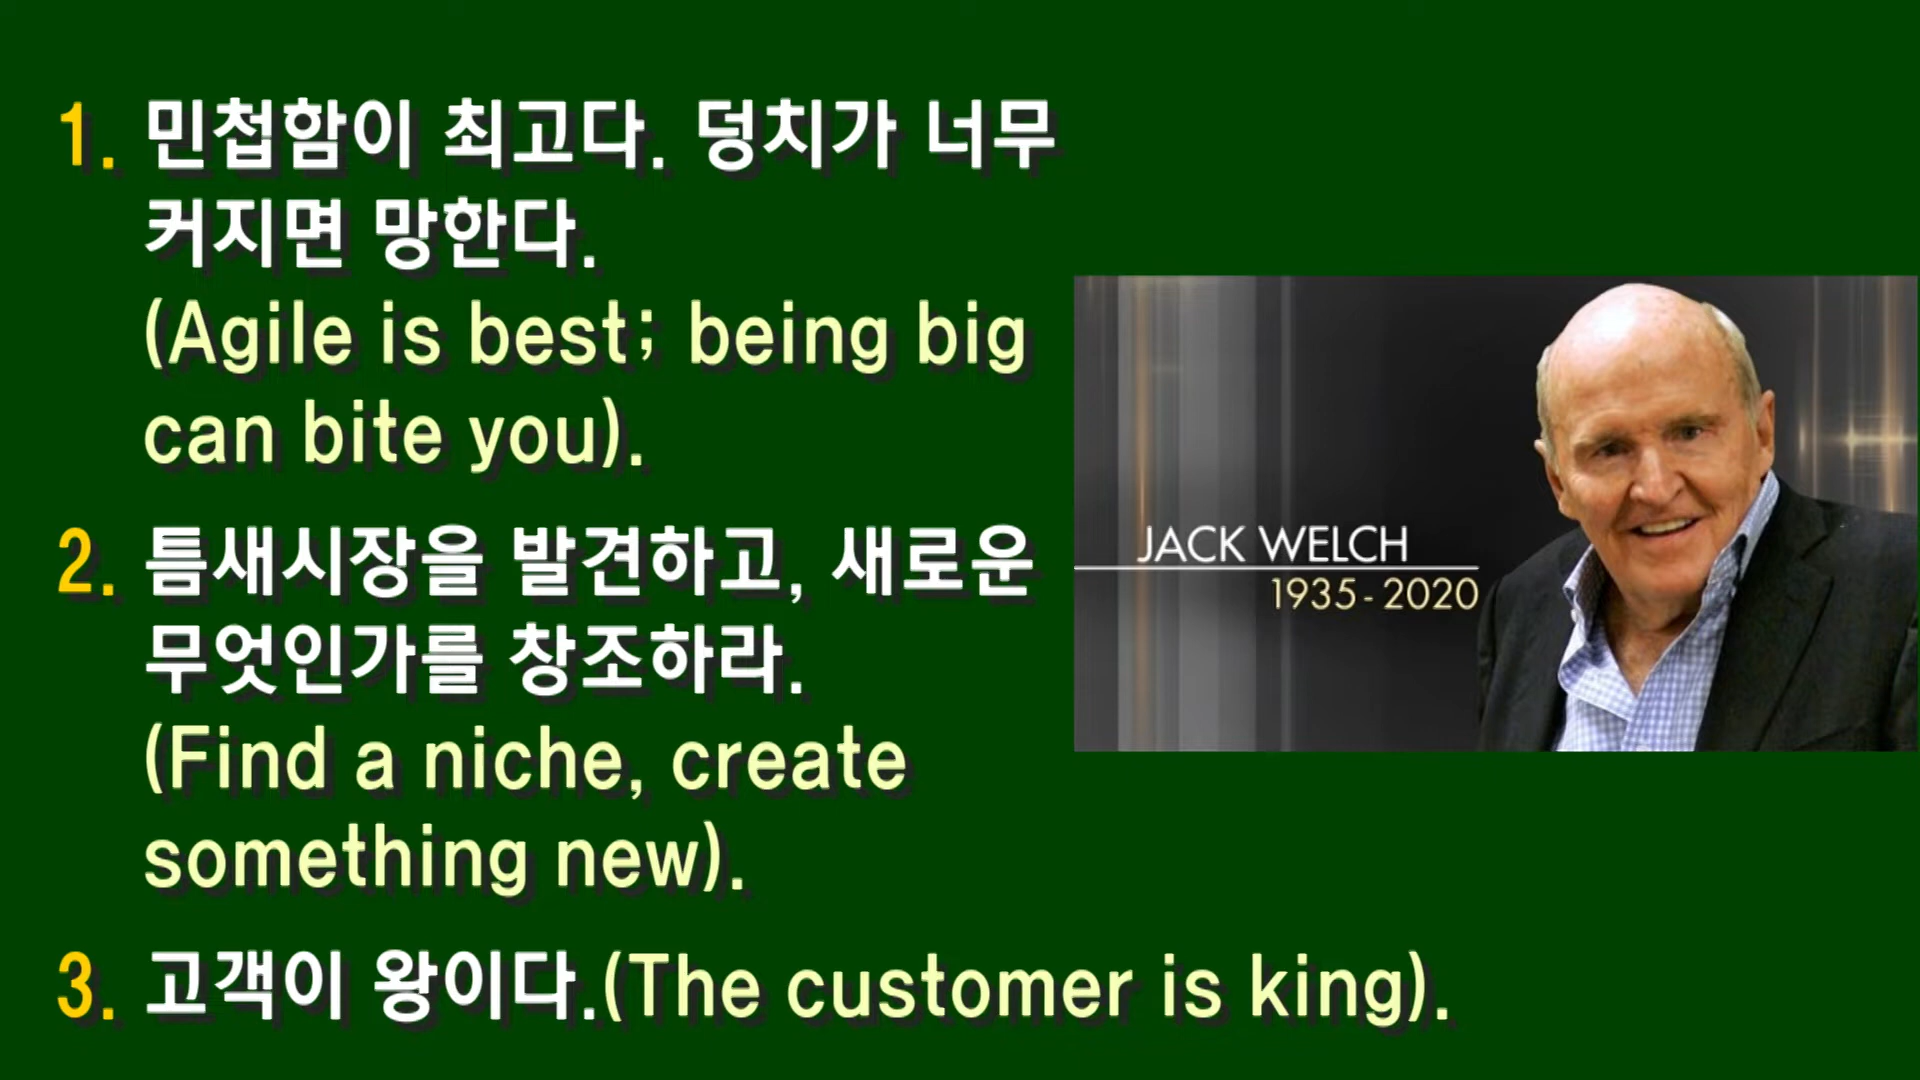 1. 민첩함이 최고다. 덩치가 너무
커지면 망한다.
(Agile is best; being big
can bite you).
2. 틈새시장을 발견하고, 새로운
무엇인가를 창조하라.
(Find a niche, create
something new).
3. 고객이 왕이다.(The customer is king).
JACK WELCH
1935-2020